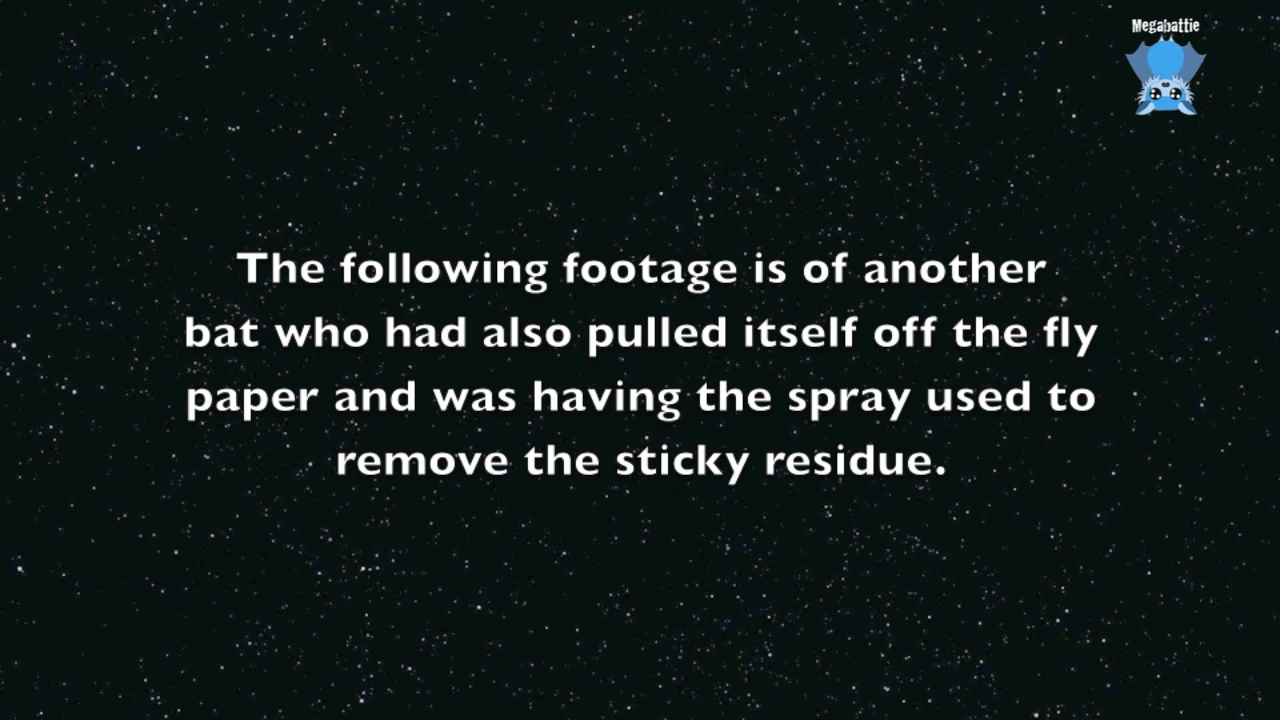 Megabattie
The following footage is of another
bat who had also pulled itself off the fly
paper and was having the spray used to
remove the sticky residue.